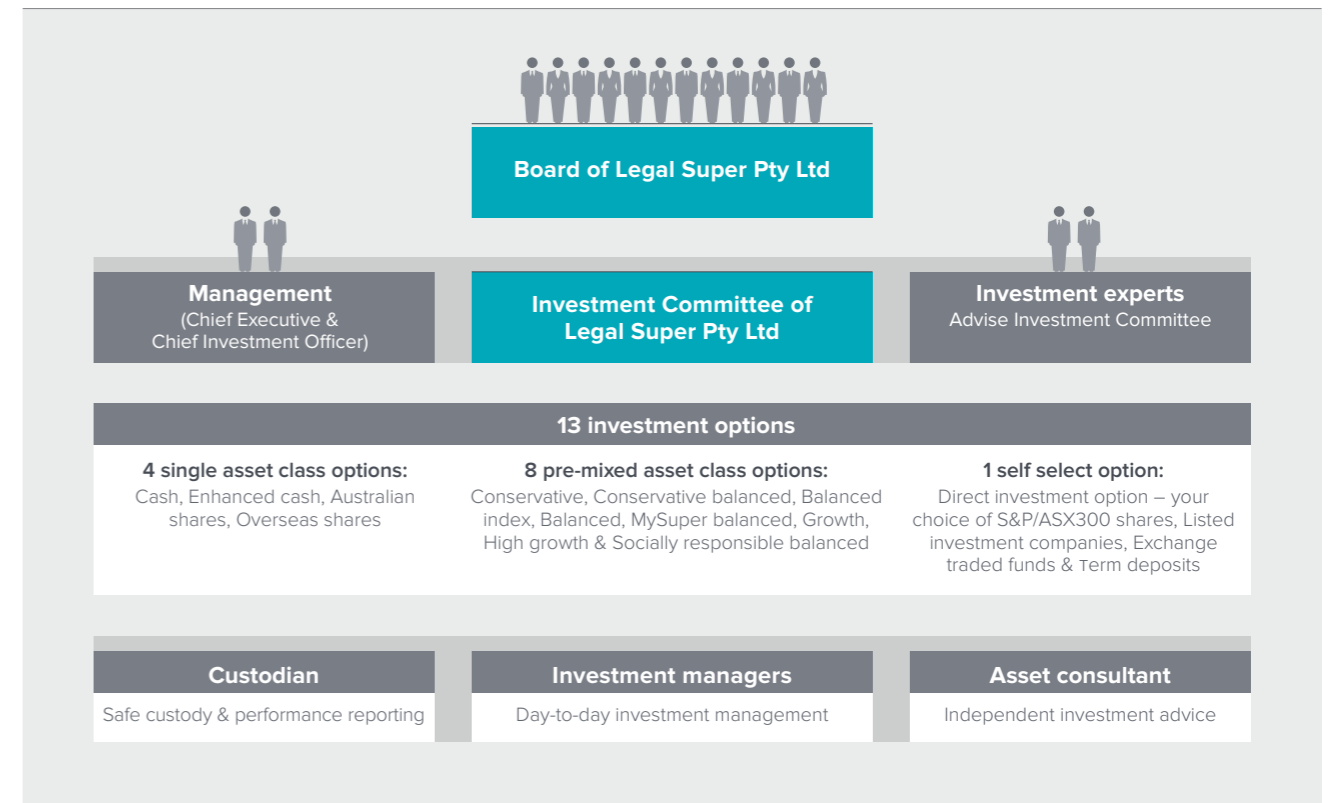 Board of Legal Super Pty Ltd
Management
(Chief Executive &
Chief Investment Officer)
Investment Committee of
Legal Super Pty Ltd
Investment experts
Advise Investment Committee
13 investment options
4 single asset class options:
Cash, Enhanced cash, Australian
shares, Overseas shares
8 pre-mixed asset class options:
Conservative, Conservative balanced, Balanced
index, Balanced, MySuper balanced, Growth,
High growth & Socially responsible balanced
1 self select option:
Direct investment option – your
choice of S&P/ASX300 shares, Listed
investment companies, Exchange
traded funds & Term deposits
Custodian
Safe custody & performance reporting
Investment managers
Day-to-day investment management
Asset consultant
Independent investment advice